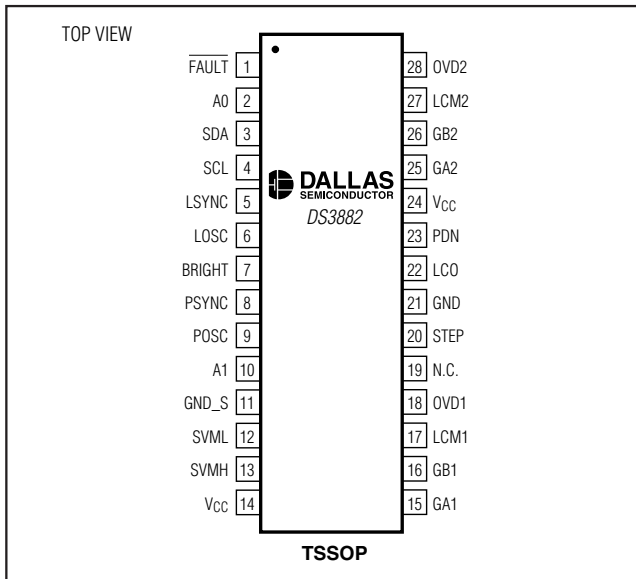 TOP VIEW
FAULT 1
A0 2
SDA 3
SCL 4
LSYNC 5
LOSC 6
BRIGHT 7
PSYNC 8
POSC 9
A1 10
GND_S 11
SVML 12
SVMH 13
VCC 14
DALLAS
SEMICONDUCTOR
DS3882
28 OVD2
27 LCM2
26 GB2
25 GA2
24 VCC
23 PDN
22 LCO
21 GND
20 STEP
19 N.C.
18 OVD1
17 LCM1
16 GB1
15 GA1
TSSOP